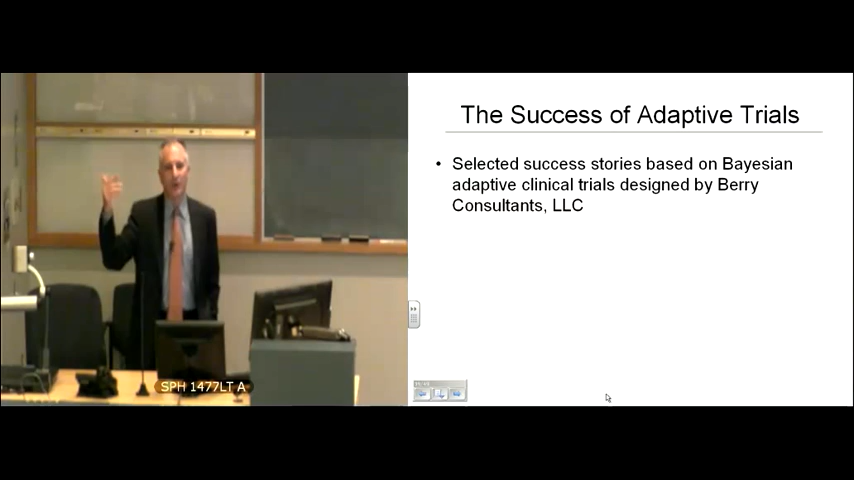 The Success of Adaptive Trials
• Selected success stories based on Bayesian
adaptive clinical trials designed by Berry
Consultants, LLC
SPH 1477LT A